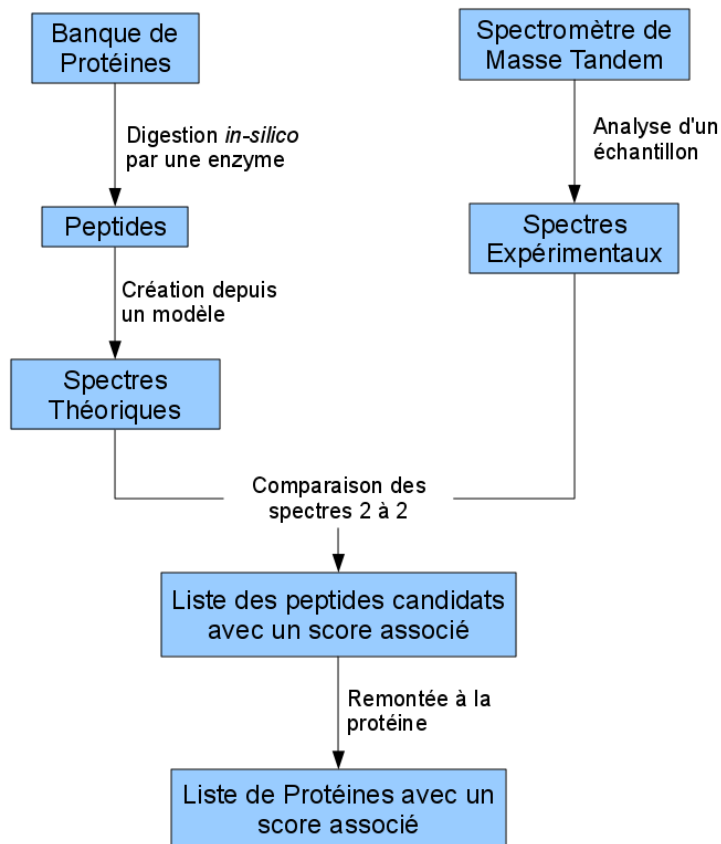 Banque de
Protéines
Spectromètre de
Masse Tandem
Digestion in-silico
par une enzyme
Analyse d'un
échantillon
Peptides
Spectres
Expérimentaux
Création depuis
un modèle
Spectres
Théoriques
Comparaison des
spectres 2 à 2
Liste des peptides candidats
avec un score associé
Remontée à la
protéine
Liste de Protéines avec un
score associé